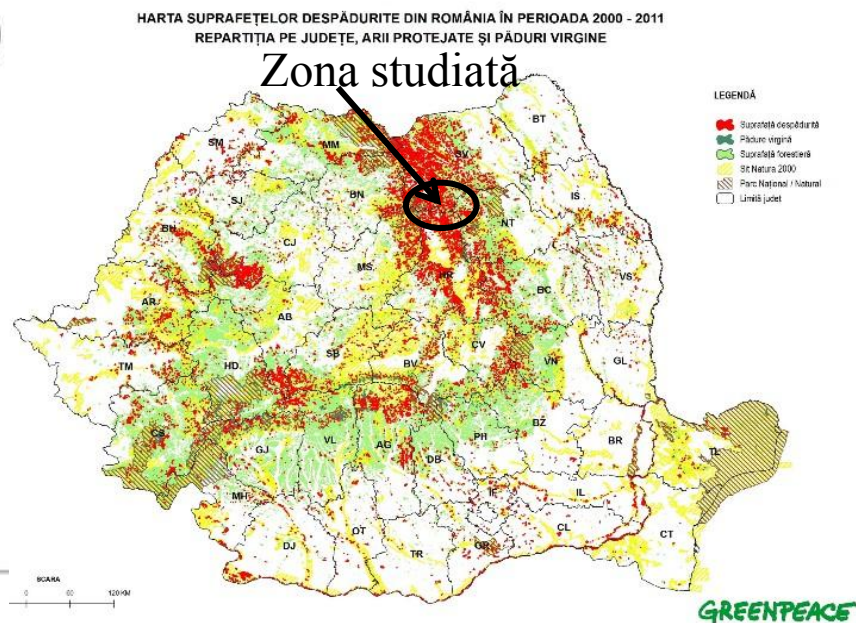 HARTA SUPRAFEȚELOR DESPĂDURITE DIN ROMÂNIA ÎN PERIOADA 2000 - 2011
REPARTIȚIA PE JUDEȚE, ARII PROTEJATE ȘI PĂDURI VIRGINE
Zona studiată
LEGENDĂ
Suprafață despădurită
Pădure virgină
Suprafață forestieră
Sit Natura 2000
Parc Național / Natural
Limită județ
BT
SM
MM
SV
BN
SJ
IS
NT
BH
CJ
MS
HR
BC
VS
AR
AB
SB
BV
CV
VN
GL
TM
HD
CS
GJ
VL
AG
PH
BZ
BR
TL
DB
MH
IF
IL
OT
CL
CT
DJ
TR
GR
SCARA
0 60 120 KM
GREENPEACE